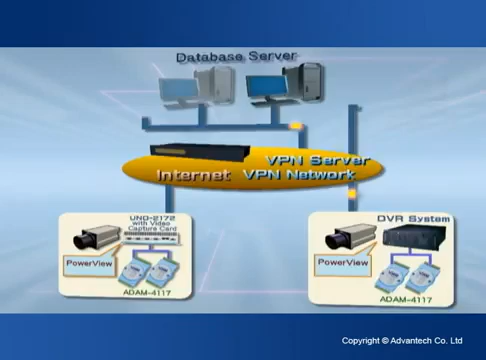 Database Server
VPN Server
Internet VPN Network
UNO-2172
with Video
Capture Card
PowerView
ADAM-4117
DVR System
PowerView
ADAM-4117
Copyright © Advantech Co. Ltd